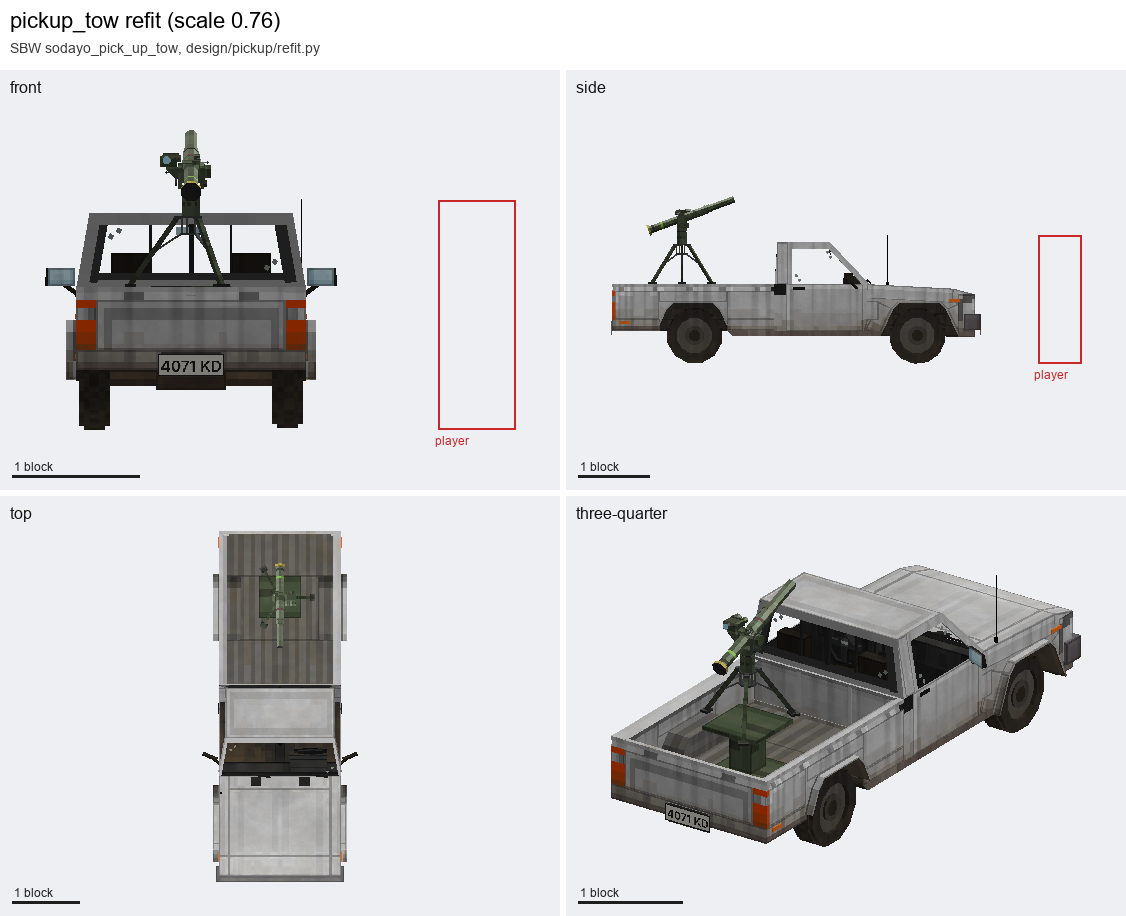 pickup_tow refit (scale 0.76)
SBW sodayo_pick_up_tow, design/pickup/refit.py
front
4071 KD
player
1 block
side
player
1 block
top
1 block
three-quarter
4071 KD
1 block